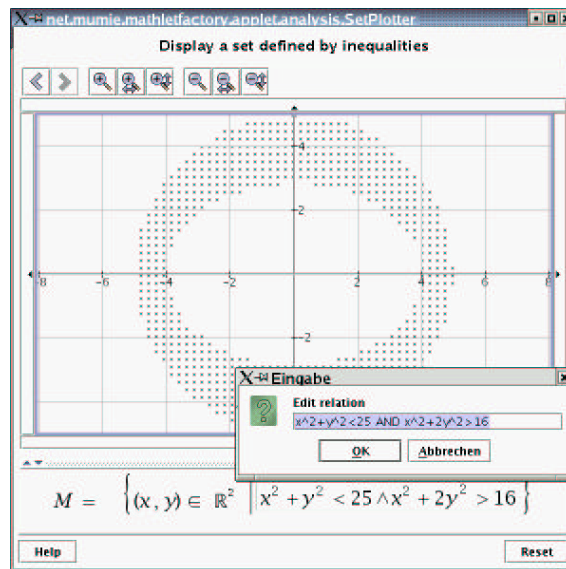 net.mumie.mathletfactory.applet.analysis.SetPlotter
Display a set defined by inequalities
4
2
-8 -6 -4 -2 2 4 6 8
-2
Eingabe
Edit relation
x^2+y^2<25 AND x^2+2y^2>16
OK Abbrechen
M = {(x, y) ∈ ℝ² | x² + y² < 25 ∧ x² + 2y² > 16}
Help Reset